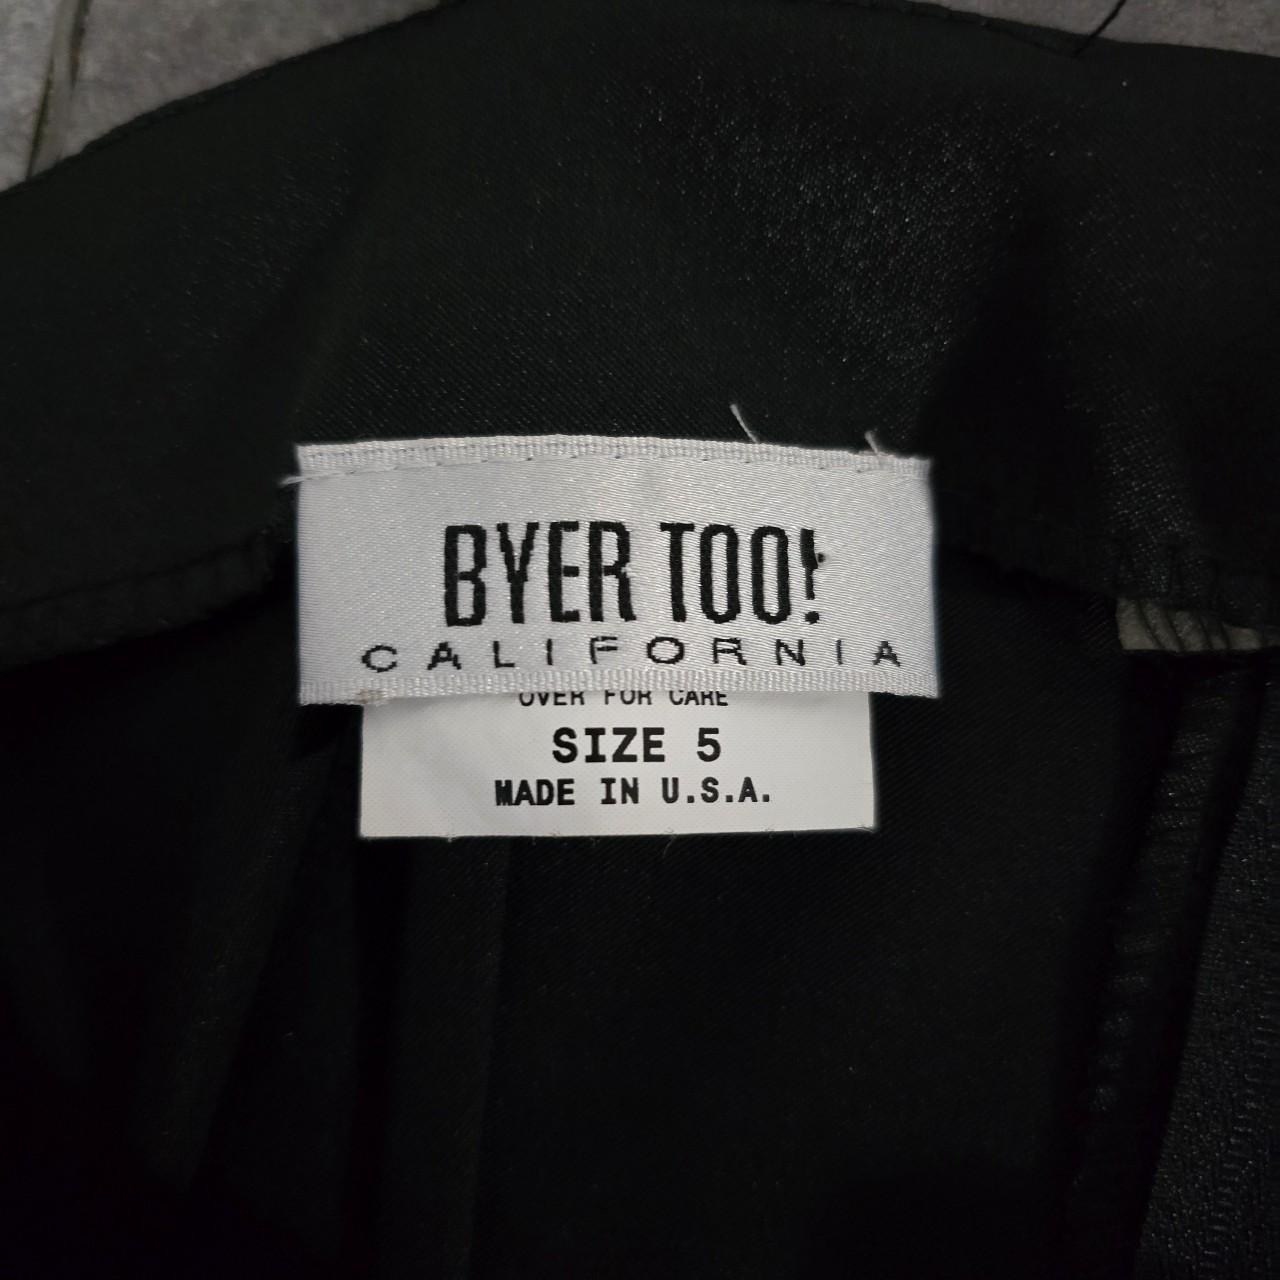 BYER TOO!
CALIFORNIA
OVER FOR CARE
SIZE 5
MADE IN U.S.A.